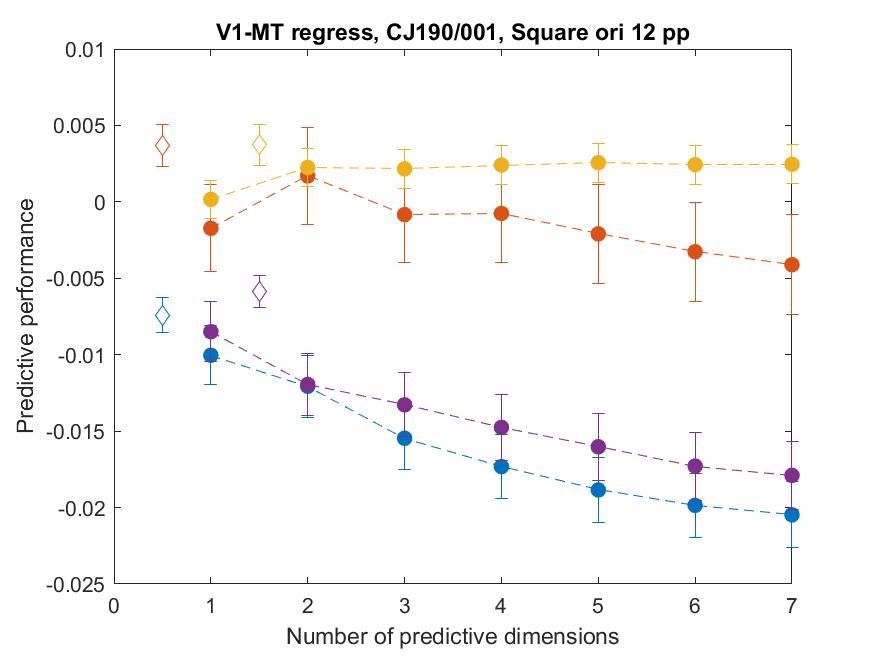 V1-MT regress, CJ190/001, Square ori 12 pp
0.01
0.005
0
-0.005
-0.01
-0.015
-0.02
-0.025
Predictive performance
0 1 2 3 4 5 6 7
Number of predictive dimensions